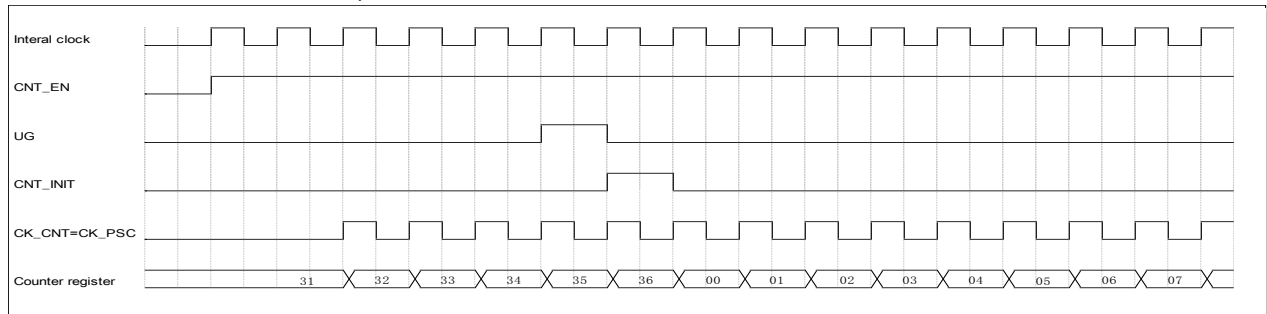 Interal clock
CNT_EN
UG
CNT_INIT
CK_CNT=CK_PSC
Counter register 31 32 33 34 35 36 00 01 02 03 04 05 06 07